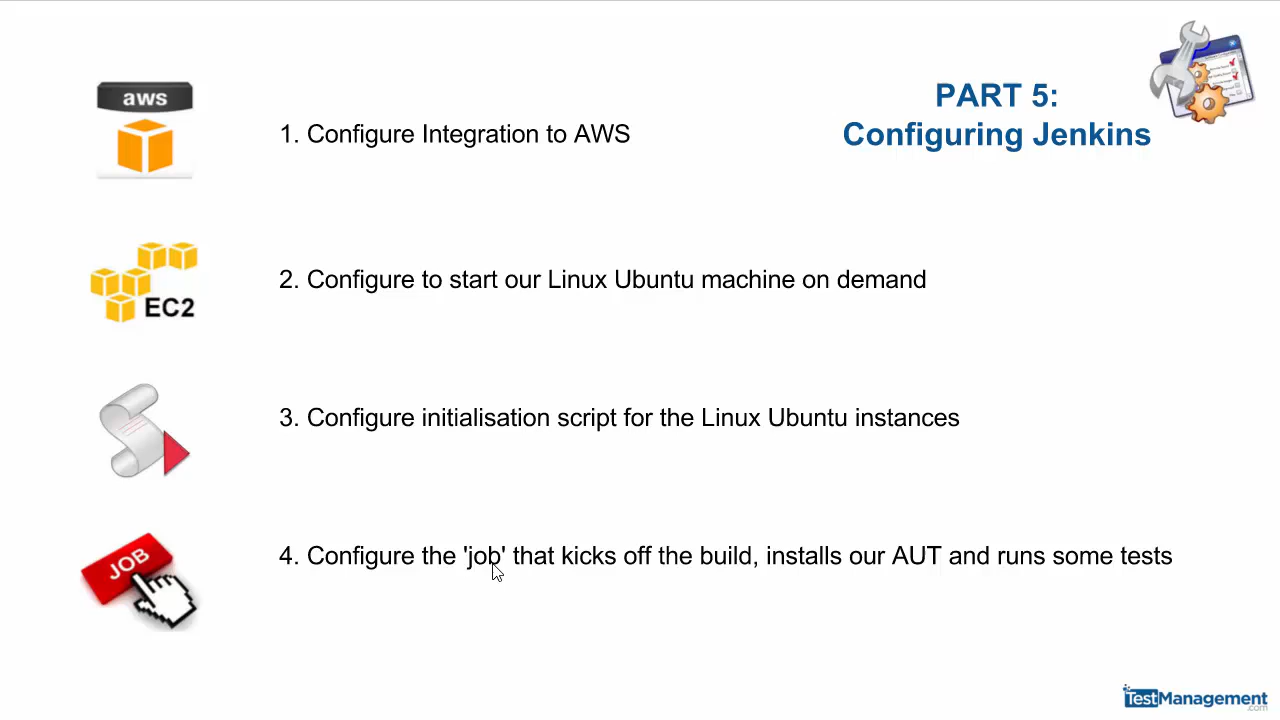 PART 5:
Configuring Jenkins
aws
1. Configure Integration to AWS
EC2
2. Configure to start our Linux Ubuntu machine on demand
3. Configure initialisation script for the Linux Ubuntu instances
JOB
4. Configure the 'job' that kicks off the build, installs our AUT and runs some tests
TestManagement
.com